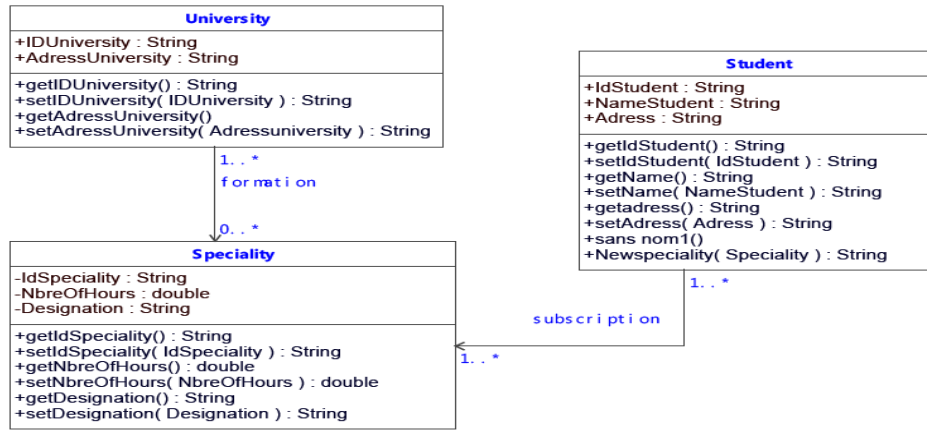 University
+IDUniversity : String
+AdressUniversity : String
+getIDUniversity() : String
+setIDUniversity( IDUniversity ) : String
+getAdressUniversity()
+setAdressUniversity( Adressuniversity ) : String
1..*
formation
0..*
Speciality
-IdSpeciality : String
-NbreOfHours : double
-Designation : String
+getIdSpeciality() : String
+setIdSpeciality( IdSpeciality ) : String
+getNbreOfHours() : double
+setNbreOfHours( NbreOfHours ) : double
+getDesignation() : String
+setDesignation( Designation ) : String
Student
+IdStudent : String
+NameStudent : String
+Adress : String
+getIdStudent() : String
+setIdStudent( IdStudent ) : String
+getName() : String
+setName( NameStudent ) : String
+getadress() : String
+setAdress( Adress ) : String
+sans nom1()
+Newspeciality( Speciality ) : String
1..*
subscription
1..*